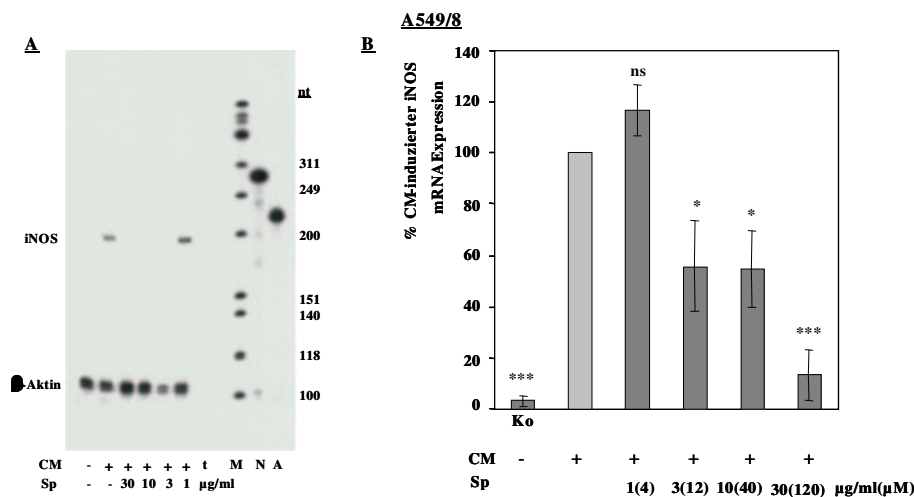 A549/8
A
B
nt
311
249
200
151
140
118
100
iNOS
-Aktin
CM - + + + + + t M N A
Sp 30 10 3 1 µg/ml
% CM-induzierter iNOS
mRNAExpression
140
120
100
80
60
40
20
0
***
ns
*
*
***
Ko
CM - + + + + +
Sp 1(4) 3(12) 10(40) 30(120) µg/ml(µM)